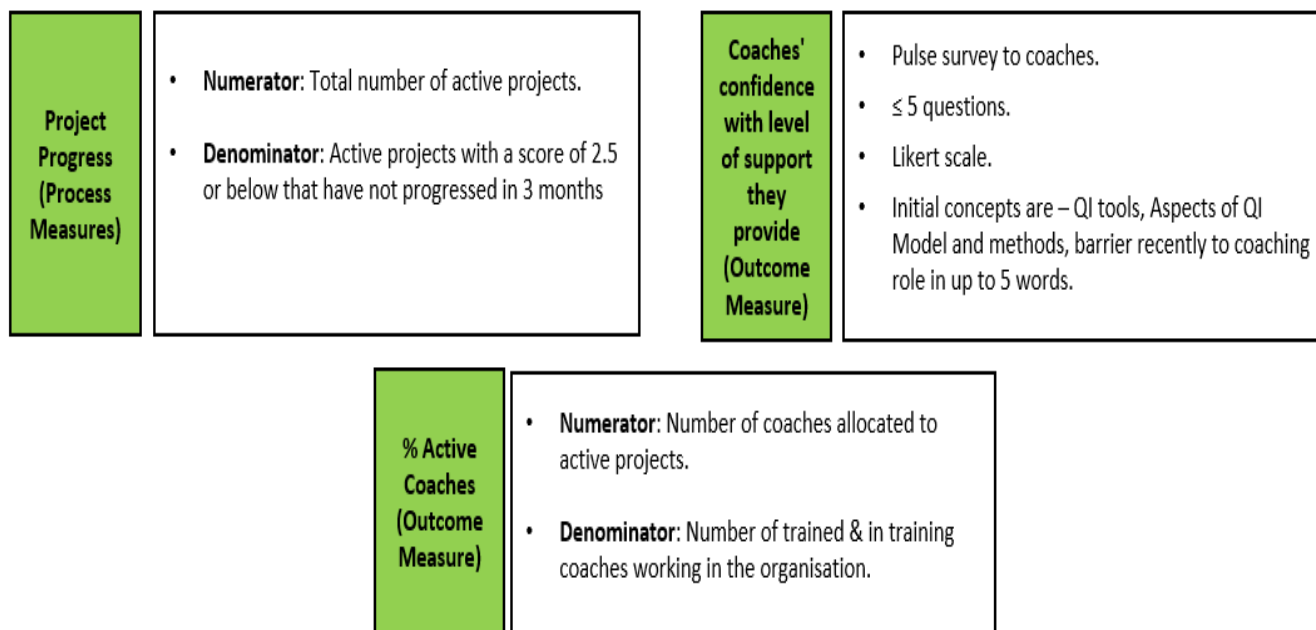 Project
Progress
(Process
Measures)
• Numerator: Total number of active projects.
• Denominator: Active projects with a score of 2.5
or below that have not progressed in 3 months
Coaches'
confidence
with level
of support
they
provide
(Outcome
Measure)
• Pulse survey to coaches.
• ≤ 5 questions.
• Likert scale.
• Initial concepts are – QI tools, Aspects of QI
Model and methods, barrier recently to coaching
role in up to 5 words.
% Active
Coaches
(Outcome
Measure)
• Numerator: Number of coaches allocated to
active projects.
• Denominator: Number of trained & in training
coaches working in the organisation.